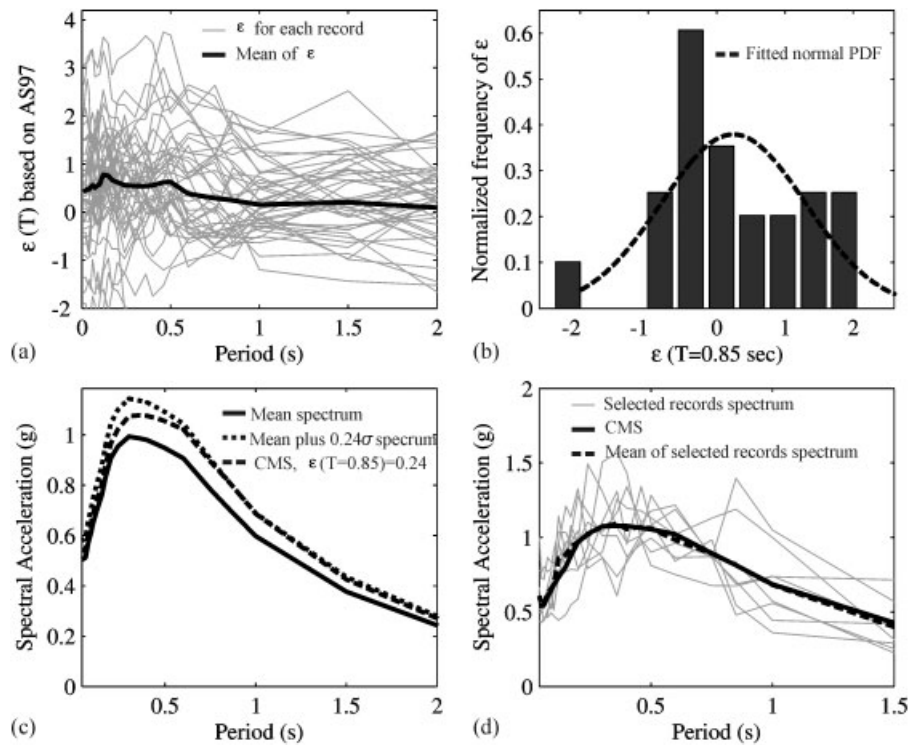 4
3
2
1
0
-1
-2
ε (T) based on AS97
ε for each record
Mean of ε
0 0.5 1 1.5 2
Period (s)
(a)
0.6
0.5
0.4
0.3
0.2
0.1
0
Normalized frequency of ε
Fitted normal PDF
-2 -1 0 1 2
ε (T=0.85 sec)
(b)
1
0.8
0.6
0.4
0.2
0
Spectral Acceleration (g)
Mean spectrum
Mean plus 0.24σ specrum
CMS, ε (T=0.85)=0.24
0 0.5 1 1.5 2
Period (s)
(c)
2
1.5
1
0.5
0
Spectral Acceleration (g)
Selected records spectrum
CMS
Mean of selected records spectrum
0.5 1 1.5
Period (s)
(d)